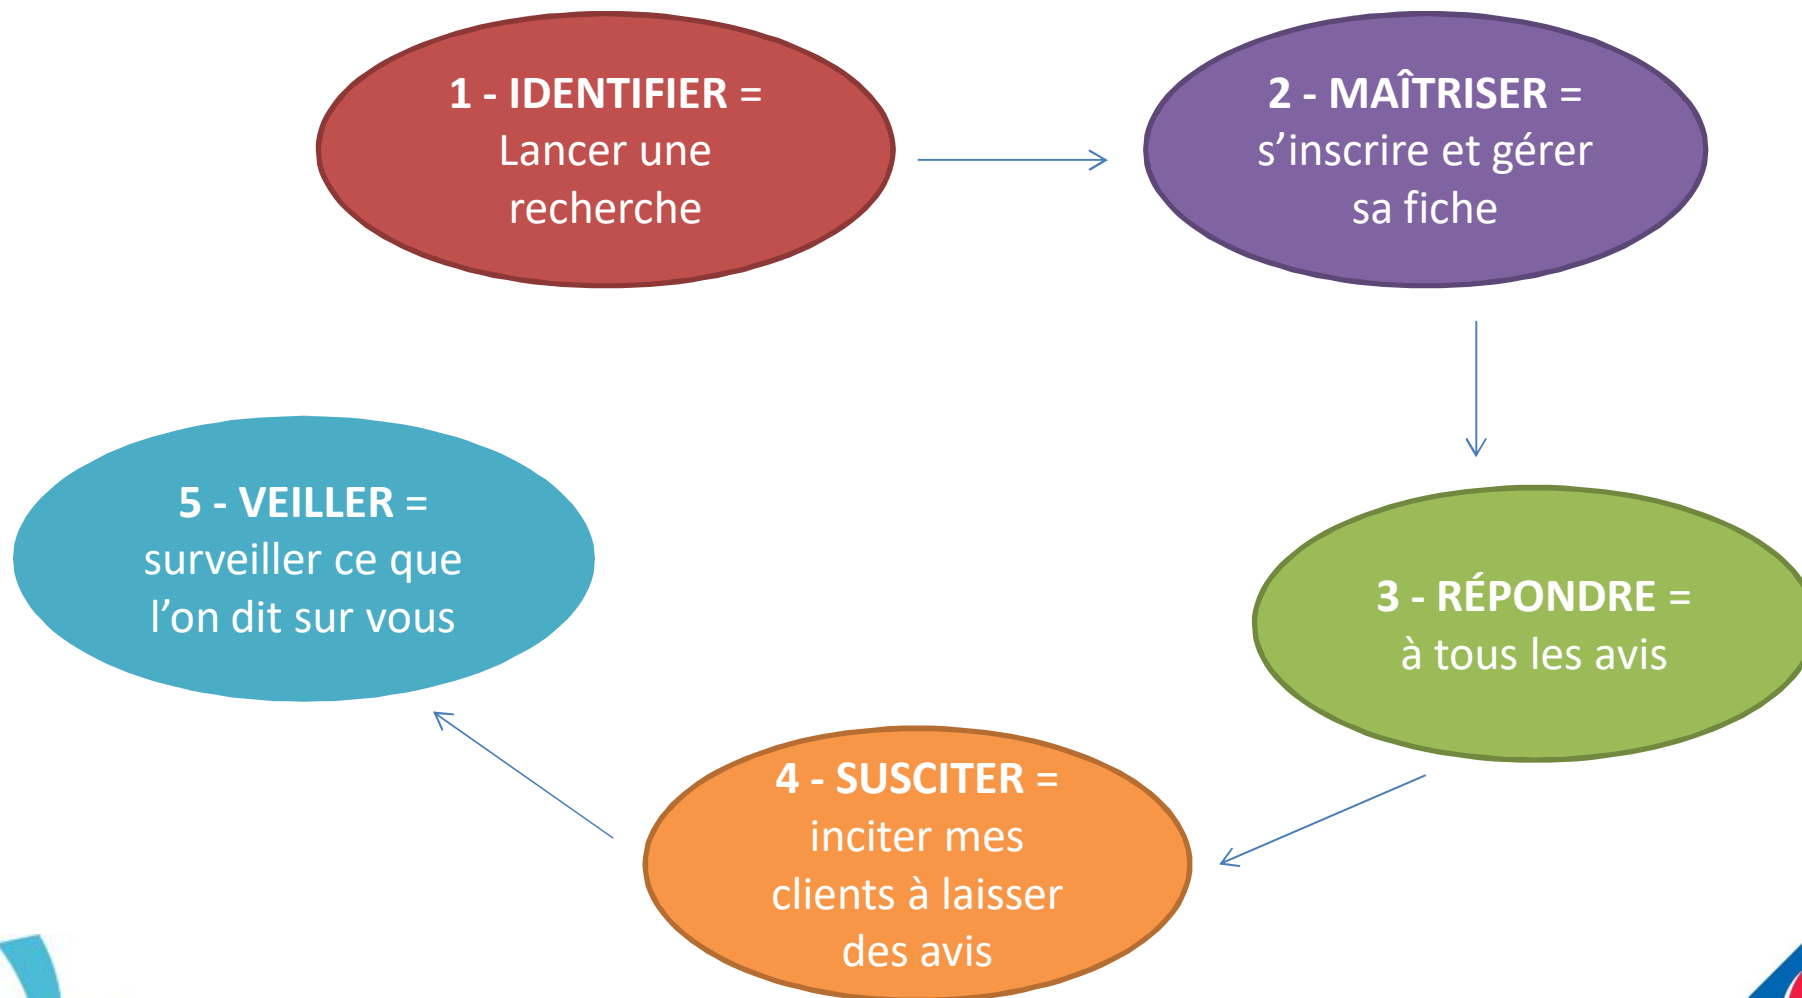 1 - IDENTIFIER =
Lancer une
recherche
2 - MAÎTRISER =
s’inscrire et gérer
sa fiche
3 - RÉPONDRE =
à tous les avis
4 - SUSCITER =
inciter mes
clients à laisser
des avis
5 - VEILLER =
surveiller ce que
l’on dit sur vous